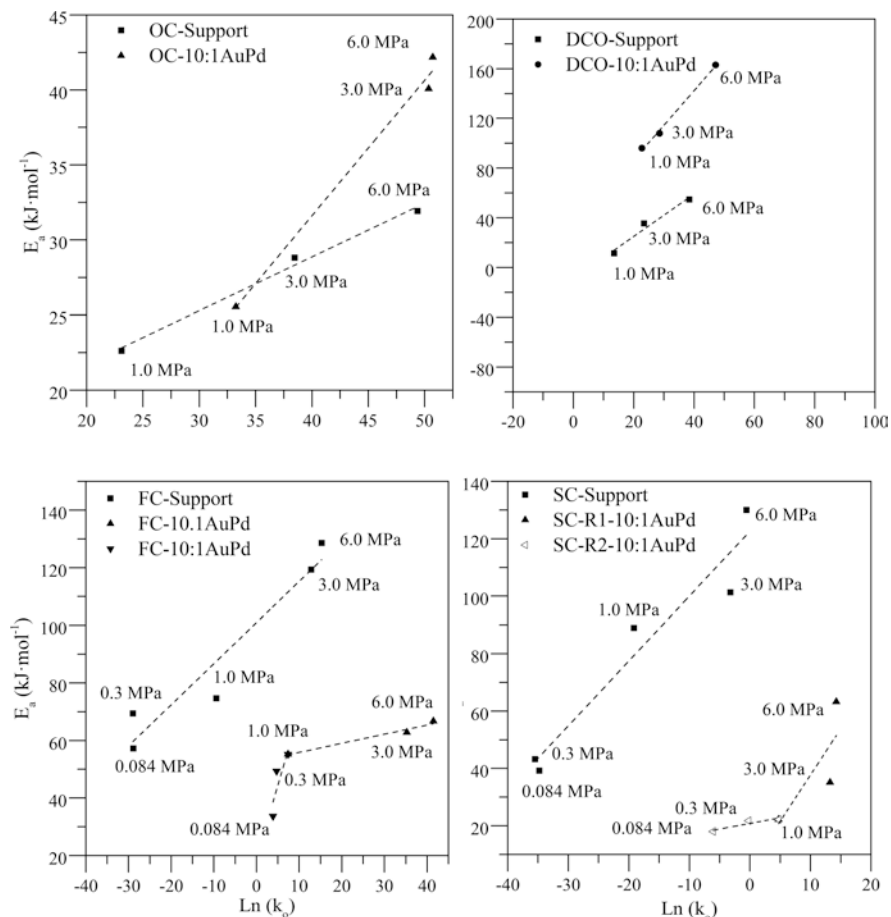 OC-Support
OC-10:1AuPd
6.0 MPa
3.0 MPa
6.0 MPa
3.0 MPa
1.0 MPa
1.0 MPa
45
40
35
30
25
20
20 25 30 35 40 45 50
Eₐ (kJ·mol⁻¹)
DCO-Support
DCO-10:1AuPd
6.0 MPa
3.0 MPa
1.0 MPa
6.0 MPa
3.0 MPa
1.0 MPa
200
160
120
80
40
0
-40
-80
-20 0 20 40 60 80 100
FC-Support
FC-10.1AuPd
FC-10:1AuPd
6.0 MPa
3.0 MPa
0.3 MPa
1.0 MPa
0.084 MPa
6.0 MPa
1.0 MPa
3.0 MPa
0.3 MPa
0.084 MPa
140
120
100
80
60
40
20
-40 -30 -20 -10 0 10 20 30 40
Eₐ (kJ·mol⁻¹)
Ln (kₒ)
SC-Support
SC-R1-10:1AuPd
SC-R2-10:1AuPd
6.0 MPa
3.0 MPa
1.0 MPa
0.3 MPa
0.084 MPa
6.0 MPa
3.0 MPa
0.3 MPa
0.084 MPa
1.0 MPa
140
120
100
80
60
40
20
-40 -30 -20 -10 0 10 20
Ln (k